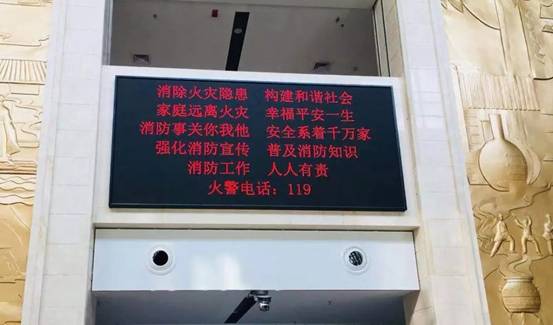 消除火灾隐患 构建和谐社会
家庭远离火灾 幸福平安一生
消防事关你我他 安全系着千万家
强化消防宣传 普及消防知识
消防工作 人人有责
火警电话：119